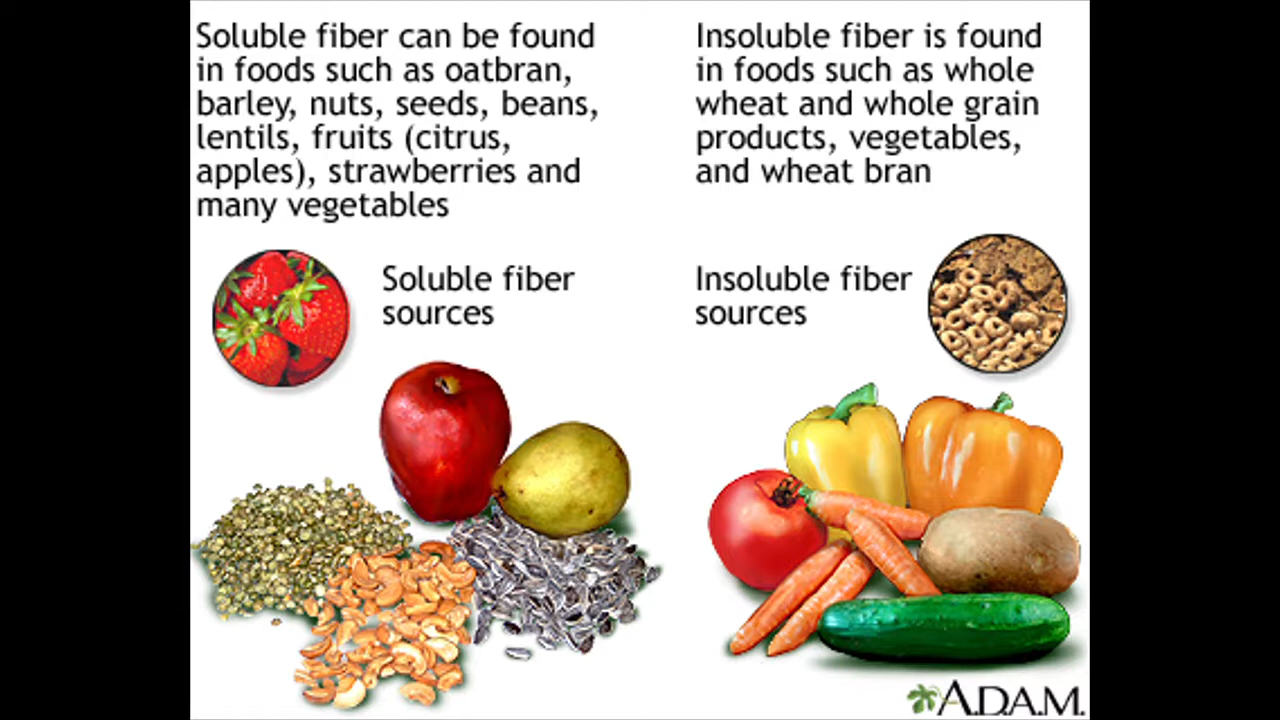 Soluble fiber can be found
in foods such as oatbran,
barley, nuts, seeds, beans,
lentils, fruits (citrus,
apples), strawberries and
many vegetables
Insoluble fiber is found
in foods such as whole
wheat and whole grain
products, vegetables,
and wheat bran
Soluble fiber
sources
Insoluble fiber
sources
A.D.A.M.